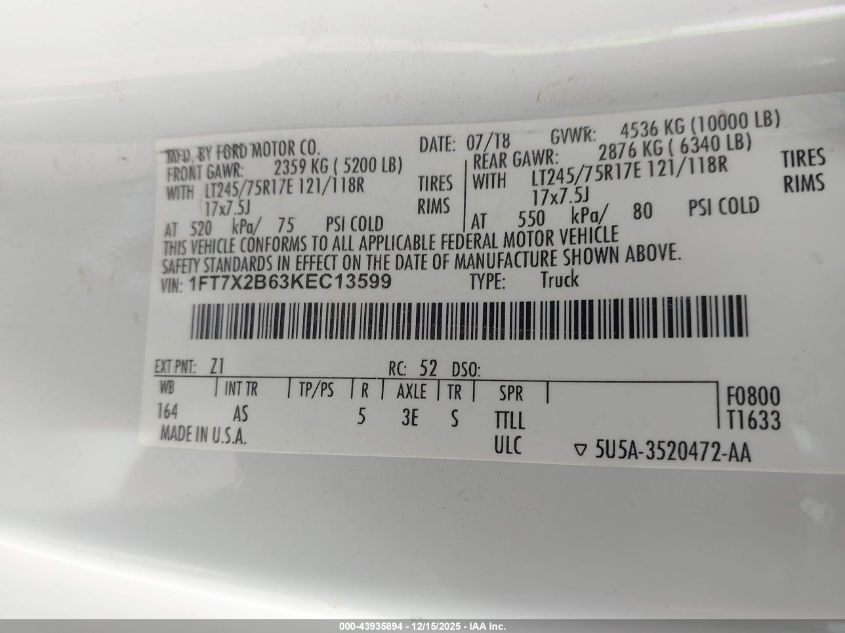 MFD. BY FORD MOTOR CO. DATE: 07/18 GVWR: 4536 KG (10000 LB)
FRONT GAWR: 2359 KG ( 5200 LB) REAR GAWR: 2876 KG ( 6340 LB)
WITH LT245/75R17E 121/118R TIRES WITH LT245/75R17E 121/118R TIRES
17x7.5J RIMS 17x7.5J RIMS
AT 520 kPa/ 75 PSI COLD AT 550 kPa/ 80 PSI COLD
THIS VEHICLE CONFORMS TO ALL APPLICABLE FEDERAL MOTOR VEHICLE
SAFETY STANDARDS IN EFFECT ON THE DATE OF MANUFACTURE SHOWN ABOVE.
VIN: 1FT7X2B63KEC13599 TYPE: Truck
EXT PNT: Z1 RC: 52 DSO:
WB INT TR TP/PS R AXLE TR SPR F0800
164 AS 5 3E S TTLL T1633
MADE IN U.S.A. ULC ▽ 5U5A-3520472-AA
000-43935894 - 12/15/2025 - IAA Inc.